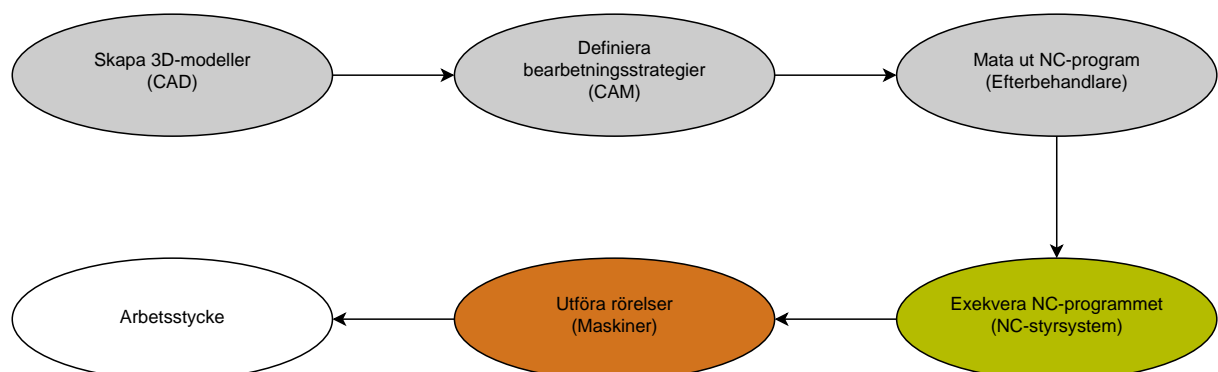 Skapa 3D-modeller
(CAD)
Definiera
bearbetningsstrategier
(CAM)
Mata ut NC-program
(Efterbehandlare)
Exekvera NC-programmet
(NC-styrsystem)
Utföra rörelser
(Maskiner)
Arbetsstycke